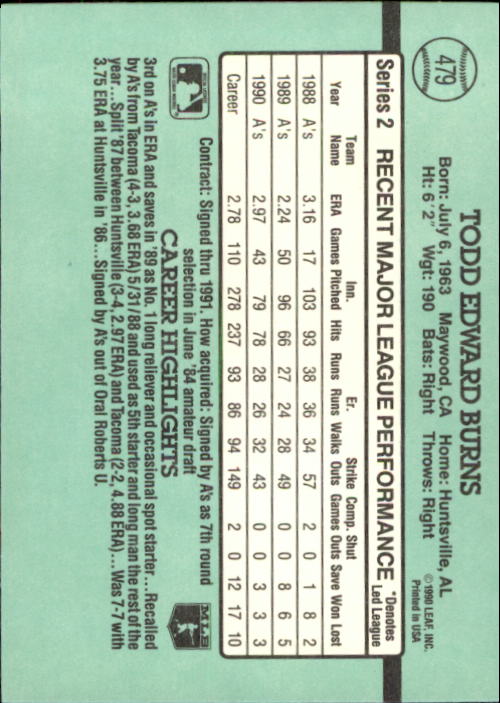 479
TODD EDWARD BURNS
Born: July 6, 1963 Maywood, CA Home: Huntsville, AL
Ht: 6' 2" Wgt: 190 Bats: Right Throws: Right
© 1990 LEAF, INC.
Printed in USA
Series 2 RECENT MAJOR LEAGUE PERFORMANCE *Denotes
Led League
Team Inn. Er. Strike Comp. Shut
Year Name ERA Games Pitched Hits Runs Runs Walks Outs Games Outs Save Won Lost
1988 A's 3.16 17 103 93 38 36 34 57 2 0 1 8 2
1989 A's 2.24 50 96 66 27 24 28 49 0 0 8 6 5
1990 A's 2.97 43 79 78 28 26 32 43 0 0 3 3 3
Career 2.78 110 278 237 93 86 94 149 2 0 12 17 10
Contract: Signed thru 1991. How acquired: Signed by A's as 7th round
selection in June '84 amateur draft
MLB
CAREER HIGHLIGHTS
3rd on A's in ERA and saves in '89 as No. 1 long reliever and occasional spot starter...Recalled
by A's from Tacoma (4-3, 3.68 ERA) 5/31/88 and used as 5th starter and long man the rest of the
year...Split '87 between Huntsville (3-4, 2.97 ERA) and Tacoma (2-2, 4.88 ERA)...Was 7-7 with
3.75 ERA at Huntsville in '86...Signed by A's out of Oral Roberts U.